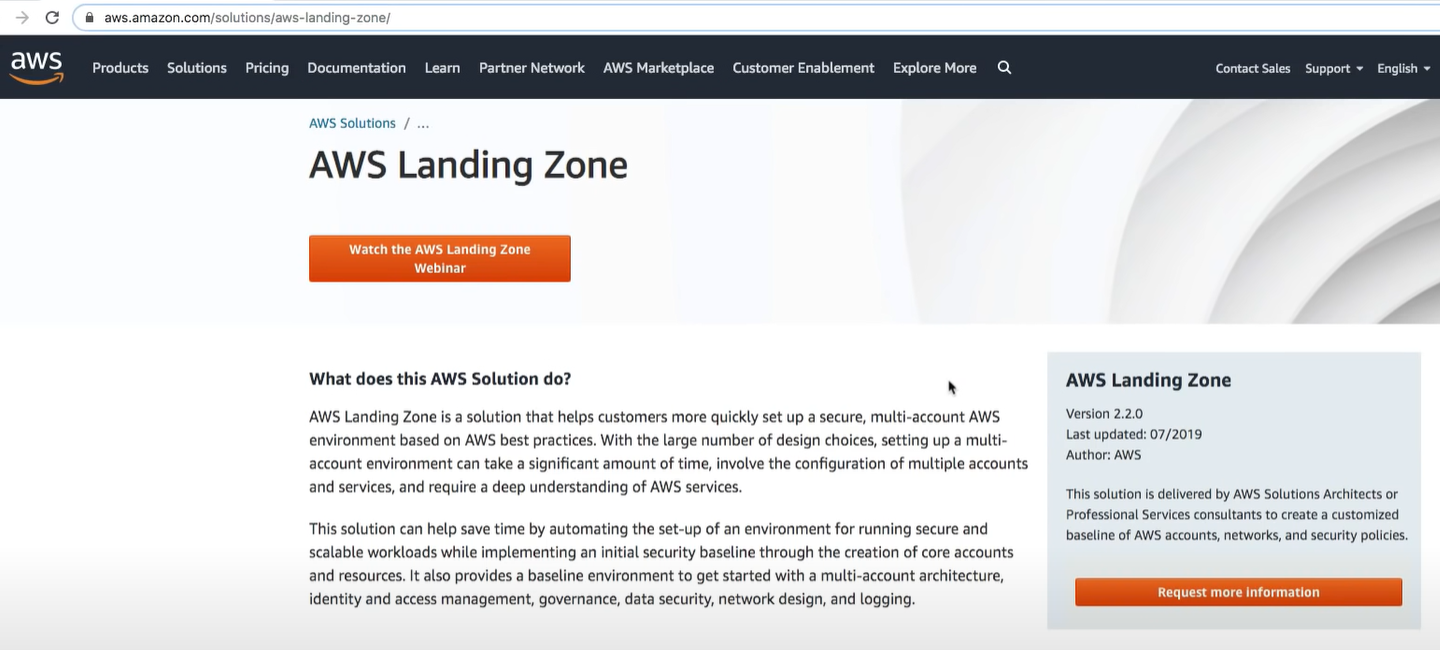 aws.amazon.com/solutions/aws-landing-zone/
aws
Products Solutions Pricing Documentation Learn Partner Network AWS Marketplace Customer Enablement Explore More
Contact Sales Support English
AWS Solutions / ...
AWS Landing Zone
Watch the AWS Landing Zone
Webinar
What does this AWS Solution do?
AWS Landing Zone is a solution that helps customers more quickly set up a secure, multi-account AWS
environment based on AWS best practices. With the large number of design choices, setting up a multi-
account environment can take a significant amount of time, involve the configuration of multiple accounts
and services, and require a deep understanding of AWS services.
This solution can help save time by automating the set-up of an environment for running secure and
scalable workloads while implementing an initial security baseline through the creation of core accounts
and resources. It also provides a baseline environment to get started with a multi-account architecture,
identity and access management, governance, data security, network design, and logging.
AWS Landing Zone
Version 2.2.0
Last updated: 07/2019
Author: AWS
This solution is delivered by AWS Solutions Architects or
Professional Services consultants to create a customized
baseline of AWS accounts, networks, and security policies.
Request more information